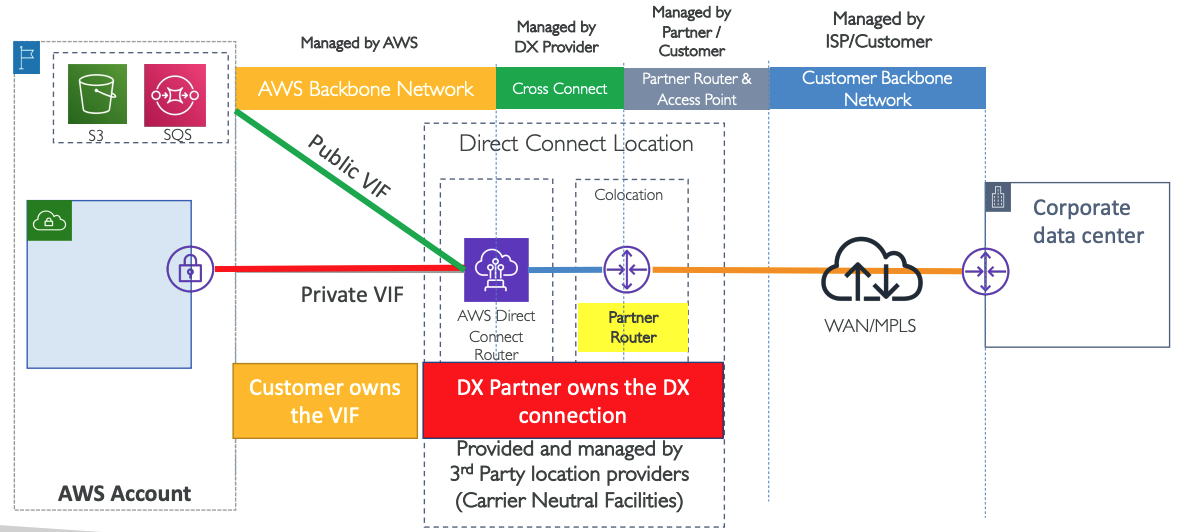 Managed by AWS
Managed by
DX Provider
Managed by
Partner /
Customer
Managed by
ISP/Customer
AWS Backbone Network
Cross Connect
Partner Router &
Access Point
Customer Backbone
Network
S3
SQS
Public VIF
Direct Connect Location
Colocation
Corporate
data center
Private VIF
AWS Direct
Connect
Router
Partner
Router
WAN/MPLS
Customer owns
the VIF
DX Partner owns the DX
connection
Provided and managed by
3rd Party location providers
(Carrier Neutral Facilities)
AWS Account